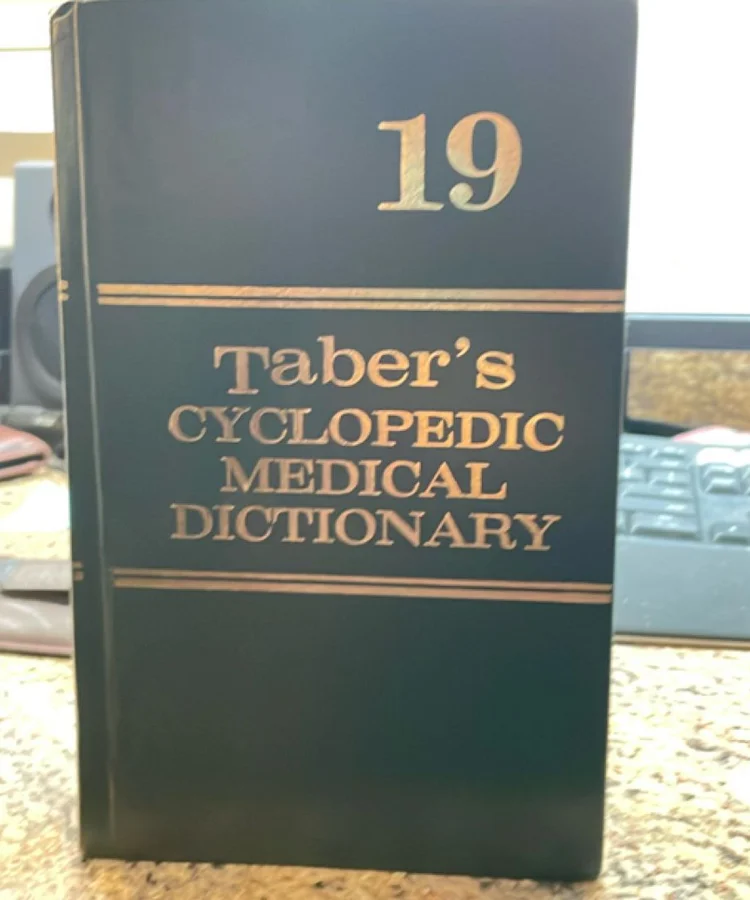 19
Taber's
CYCLOPEDIC
MEDICAL
DICTIONARY